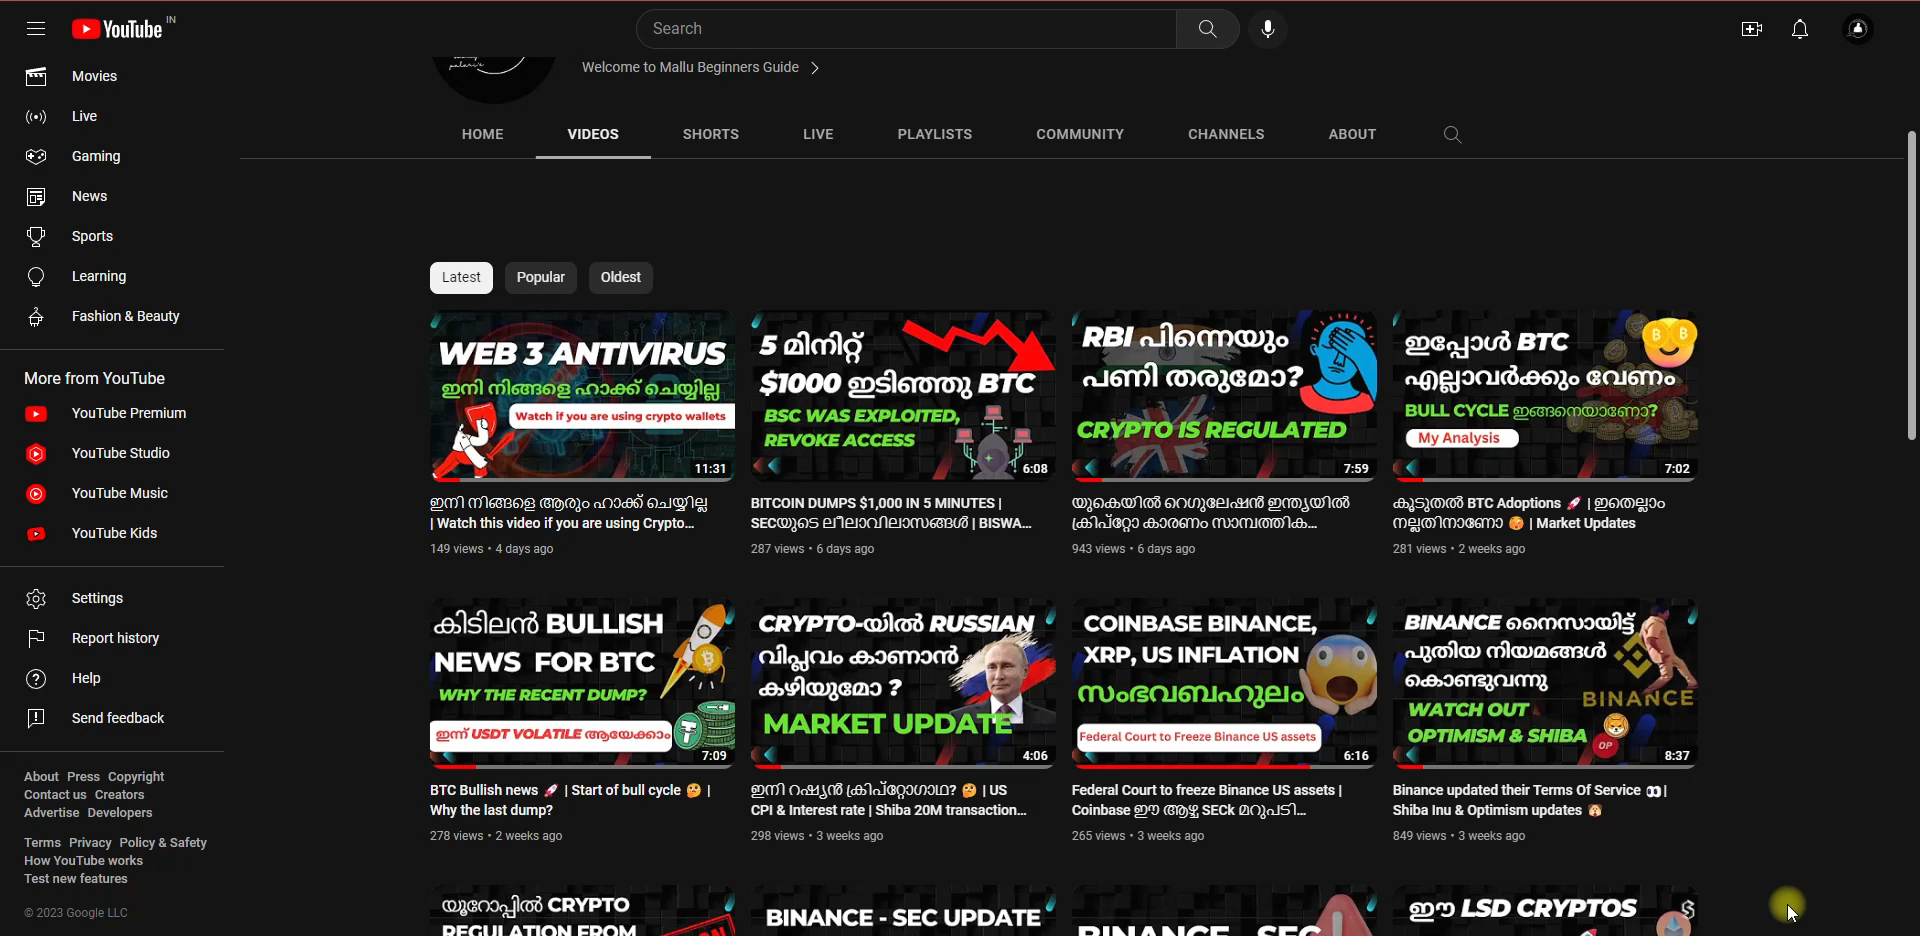 YouTube IN
Search
Movies
Live
Gaming
News
Sports
Learning
Fashion & Beauty
More from YouTube
YouTube Premium
YouTube Studio
YouTube Music
YouTube Kids
Settings
Report history
Help
Send feedback
About Press Copyright
Contact us Creators
Advertise Developers
Terms Privacy Policy & Safety
How YouTube works
Test new features
© 2023 Google LLC
Welcome to Mallu Beginners Guide
HOME VIDEOS SHORTS LIVE PLAYLISTS COMMUNITY CHANNELS ABOUT
Latest Popular Oldest
WEB 3 ANTIVIRUS
ഇനി നിങ്ങളെ ഹാക്ക് ചെയ്യില്ല
Watch if you are using crypto wallets
11:31
ഇനി നിങ്ങളെ ആരും ഹാക്ക് ചെയ്യില്ല
| Watch this video if you are using Crypto...
149 views • 4 days ago
5 മിനിറ്റ്
$1000 ഇടിഞ്ഞു BTC
BSC WAS EXPLOITED,
REVOKE ACCESS
6:08
BITCOIN DUMPS $1,000 IN 5 MINUTES |
SECയുടെ ലീലാവിലാസങ്ങൾ | BISWA...
287 views • 6 days ago
RBI പിന്നെയും
പണി തരുമോ?
CRYPTO IS REGULATED
7:59
യുകെയിൽ റെഗുലേഷൻ ഇന്ത്യയിൽ
ക്രിപ്റ്റോ കാരണം സാമ്പത്തിക...
943 views • 6 days ago
ഇപ്പോൾ BTC
എല്ലാവർക്കും വേണം
BULL CYCLE ഇങ്ങനെയാണോ?
My Analysis
7:02
കൂടുതൽ BTC Adoptions 🚀 | ഇതെല്ലാം
നല്ലതിനാണോ 🥵 | Market Updates
281 views • 2 weeks ago
കിടിലൻ BULLISH
NEWS FOR BTC
WHY THE RECENT DUMP?
ഇന്ന് USDT VOLATILE ആയേക്കാം
7:09
BTC Bullish news 🚀 | Start of bull cycle 🤔 |
Why the last dump?
278 views • 2 weeks ago
CRYPTO-യിൽ RUSSIAN
വിപ്ലവം കാണാൻ
കഴിയുമോ ?
MARKET UPDATE
4:06
ഇനി റഷ്യൻ ക്രിപ്റ്റോഗാഥ? 🤔 | US
CPI & Interest rate | Shiba 20M transaction...
298 views • 3 weeks ago
COINBASE BINANCE,
XRP, US INFLATION
സംഭവബഹുലം
Federal Court to Freeze Binance US assets
6:16
Federal Court to freeze Binance US assets |
Coinbase ഈ ആഴ്ച SECk മറുപടി...
265 views • 3 weeks ago
BINANCE നൈസായിട്ട്
പുതിയ നിയമങ്ങൾ
കൊണ്ടുവന്നു
BINANCE
WATCH OUT
OPTIMISM & SHIBA
OP
8:37
Binance updated their Terms Of Service 👀 |
Shiba Inu & Optimism updates 🙈
849 views • 3 weeks ago
യൂറോപ്പിൽ CRYPTO
REGULATION FROM
BINANCE - SEC UPDATE
BINANCE - SEC
ഈ LSD CRYPTOS